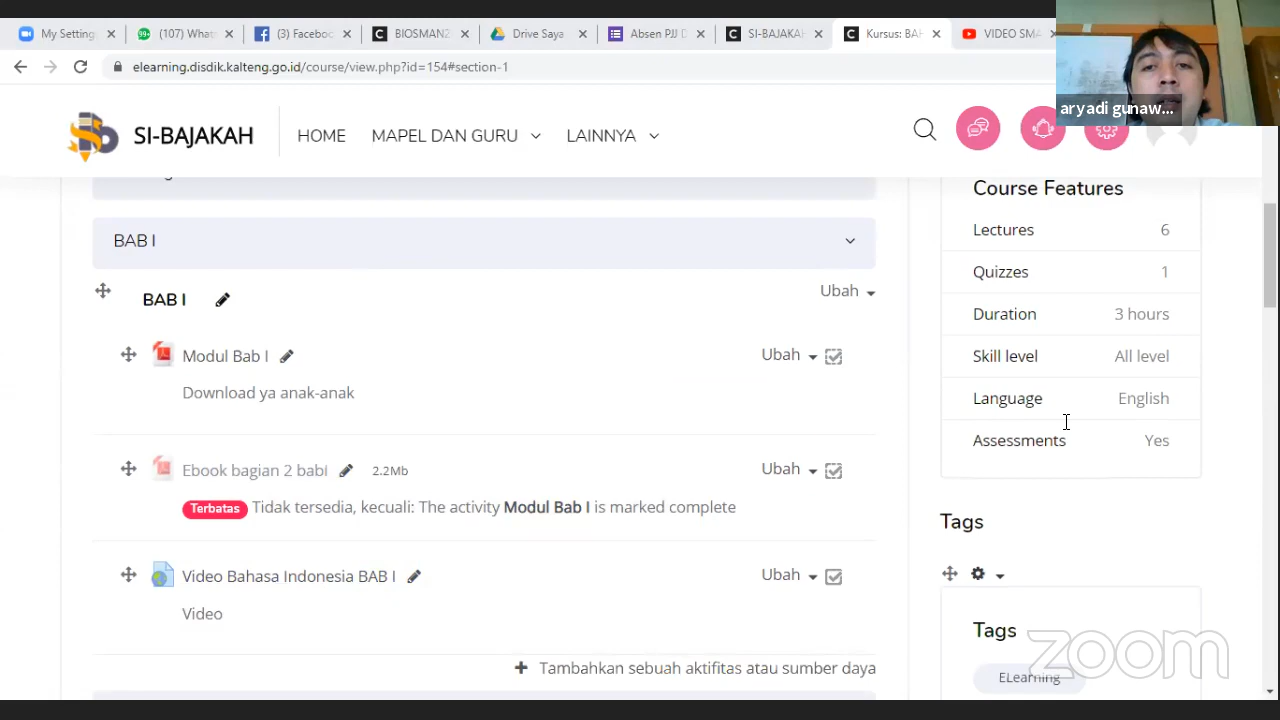 My Setting
(107) What
(3) Faceboo
BIOSMAN2
Drive Saya
Absen PJJ D
SI-BAJAKAH
Kursus: BAH
VIDEO SMA
elearning.disdik.kalteng.go.id/course/view.php?id=154#section-1
aryadi gunaw...
SI-BAJAKAH
HOME
MAPEL DAN GURU
LAINNYA
BAB I
BAB I
Ubah
Modul Bab I
Ubah
Download ya anak-anak
Ebook bagian 2 babi
2.2Mb
Ubah
Terbatas Tidak tersedia, kecuali: The activity Modul Bab I is marked complete
Video Bahasa Indonesia BAB I
Ubah
Video
Tambahkan sebuah aktifitas atau sumber daya
Course Features
Lectures 6
Quizzes 1
Duration 3 hours
Skill level All level
Language English
Assessments Yes
Tags
Tags
ELearning
zoom